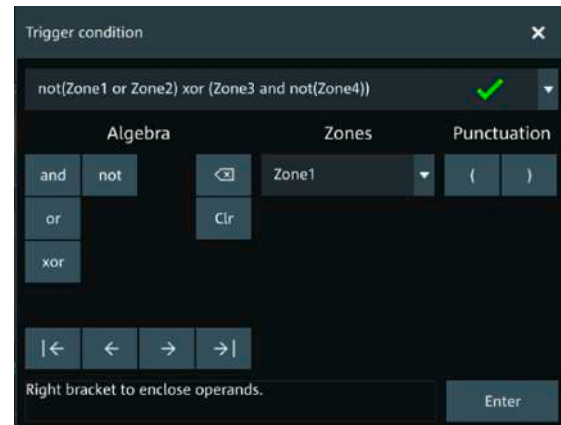 Trigger condition
not(Zone1 or Zone2) xor (Zone3 and not(Zone4))
Algebra Zones Punctuation
and not Zone1 ( )
or Clr
xor
|← ← → →|
Right bracket to enclose operands.
Enter